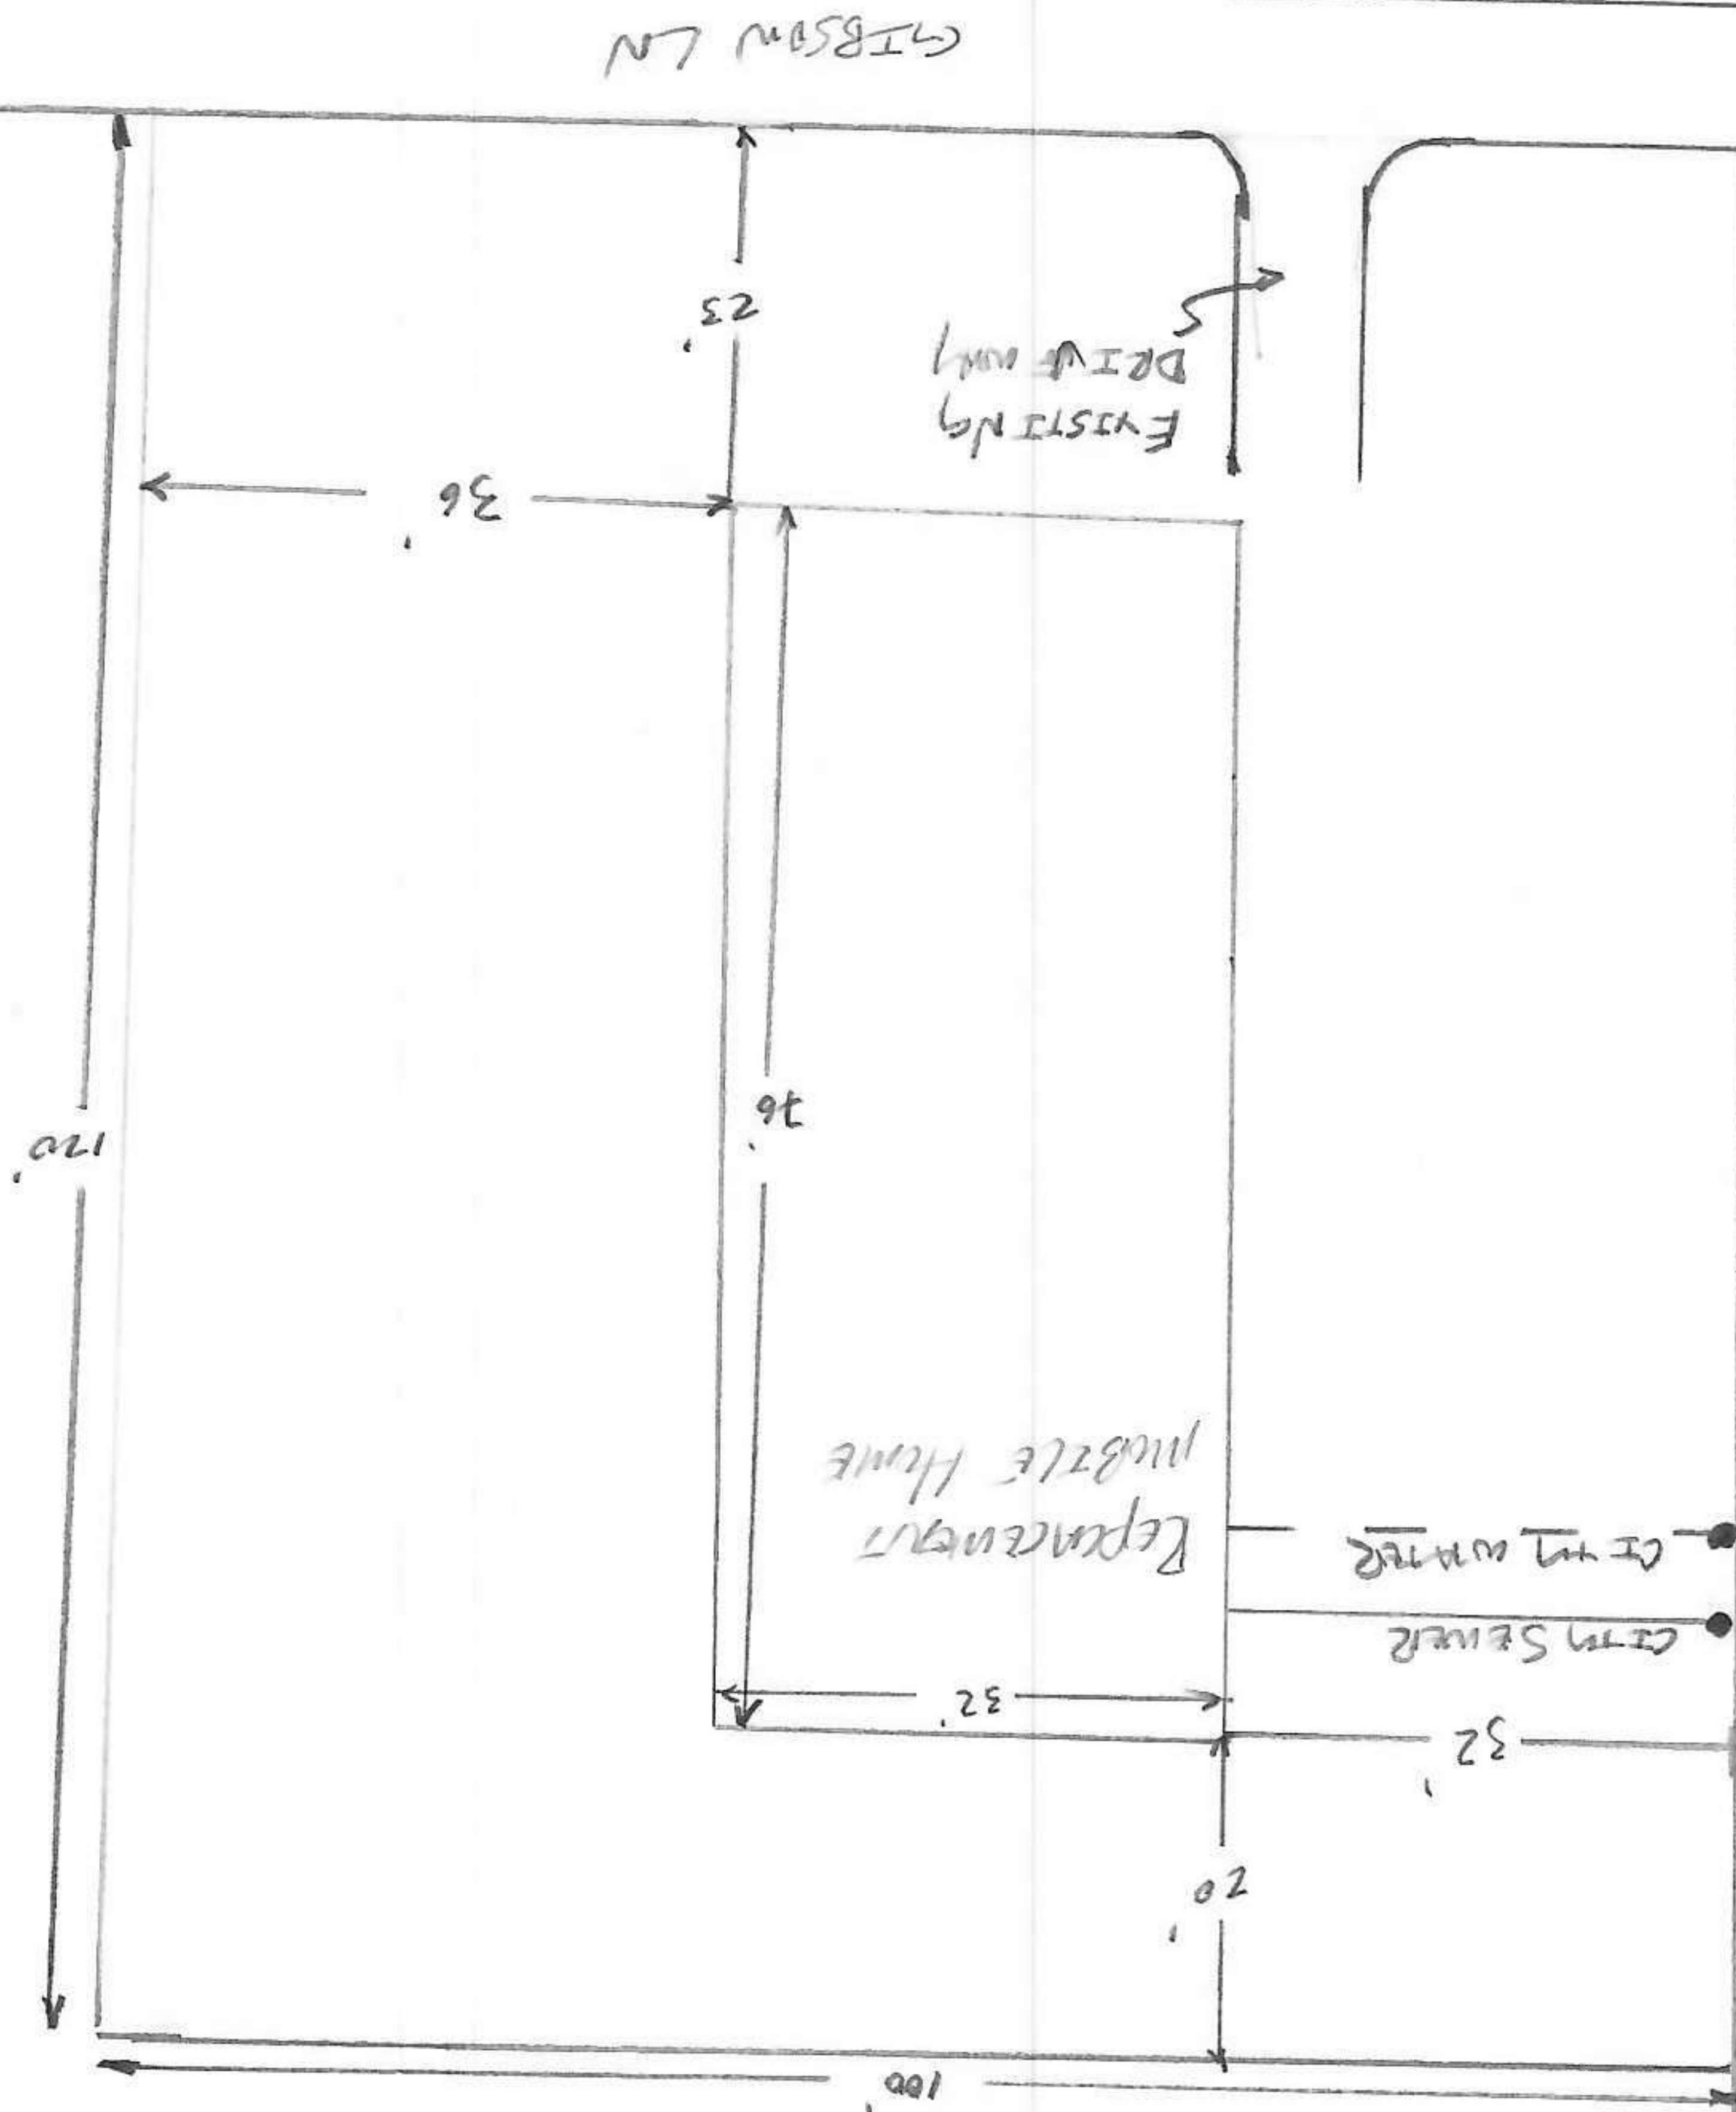 100'
20'
32'
32'
CITY SEWER
CITY WATER
REPLACEMENT
MOBILE HOME
120'
76'
36'
EXISTING
DRIVEWAY
23'
GIBSON LN